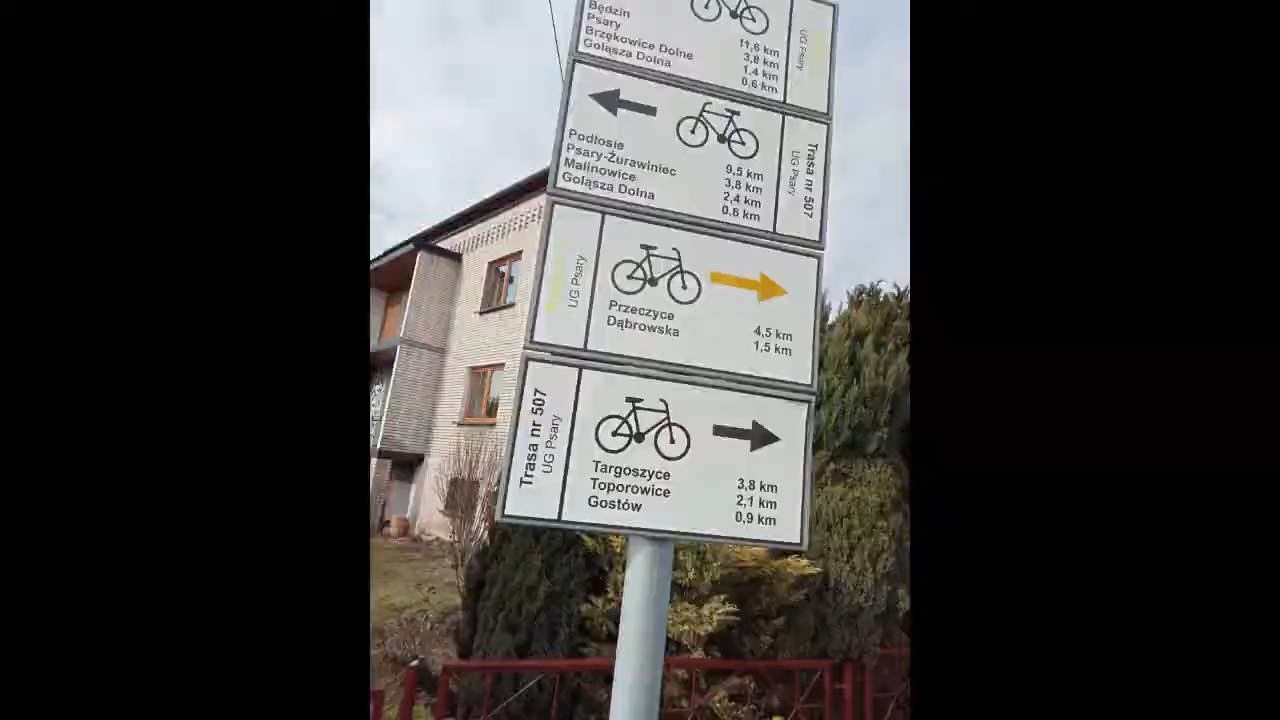 Będzin 11,6 km
Psary 3,8 km
Brzękowice Dolne 1,4 km
Goląsza Dolna 0,6 km
UG Psary
Podłosie 9,5 km
Psary-Żurawiniec 3,8 km
Malinowice 2,4 km
Goląsza Dolna 0,6 km
Trasa nr 507
UG Psary
UG Psary
Przeczyce 4,5 km
Dąbrowska 1,5 km
Trasa nr 507
UG Psary
Targoszyce 3,8 km
Toporowice 2,1 km
Gostów 0,9 km